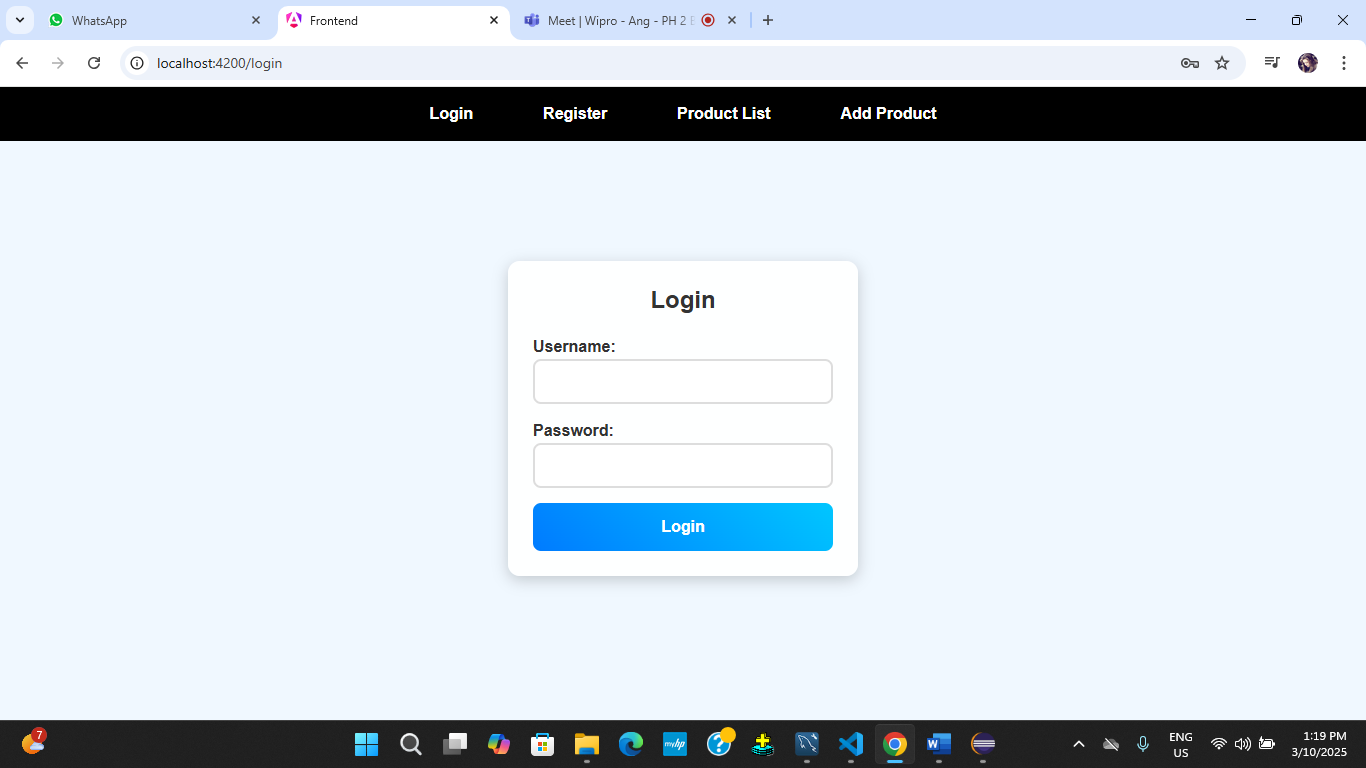 WhatsApp
Frontend
Meet | Wipro - Ang - PH 2
localhost:4200/login
Login
Register
Product List
Add Product
Login
Username:
Password:
Login
7
myhp
?
W
ENG
US
1:19 PM
3/10/2025